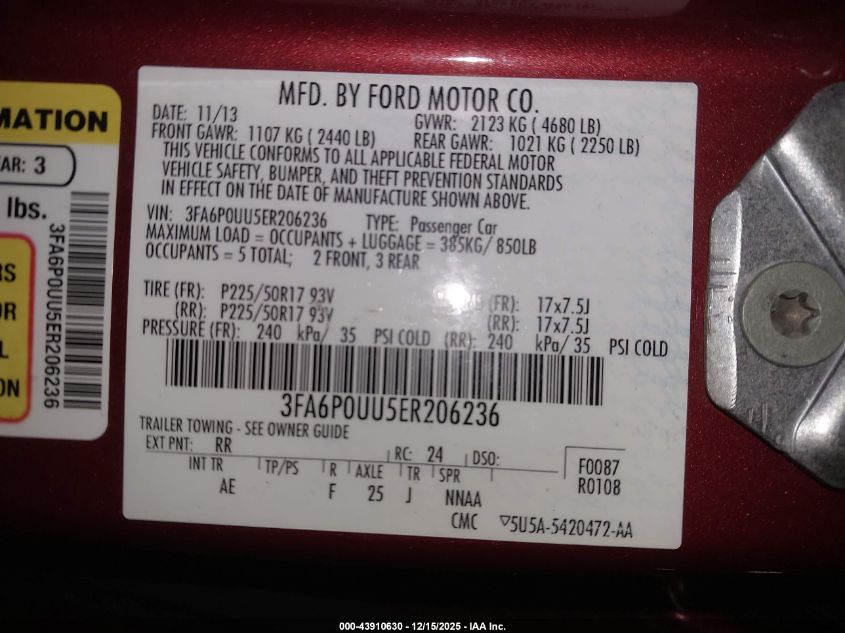 MFD. BY FORD MOTOR CO.
DATE: 11/13 GVWR: 2123 KG ( 4680 LB)
FRONT GAWR: 1107 KG ( 2440 LB) REAR GAWR: 1021 KG ( 2250 LB)
THIS VEHICLE CONFORMS TO ALL APPLICABLE FEDERAL MOTOR
VEHICLE SAFETY, BUMPER, AND THEFT PREVENTION STANDARDS
IN EFFECT ON THE DATE OF MANUFACTURE SHOWN ABOVE.
VIN: 3FA6P0UU5ER206236 TYPE: Passenger Car
MAXIMUM LOAD = OCCUPANTS + LUGGAGE = 385KG/ 850LB
OCCUPANTS = 5 TOTAL; 2 FRONT, 3 REAR
TIRE (FR): P225/50R17 93V (FR): 17x7.5J
(RR): P225/50R17 93V (RR): 17x7.5J
PRESSURE (FR): 240 kPa/ 35 PSI COLD (RR): 240 kPa/ 35 PSI COLD
3FA6P0UU5ER206236
TRAILER TOWING - SEE OWNER GUIDE
EXT PNT: RR RC: 24 DSO:
INT TR TP/PS R AXLE TR SPR
AE F 25 J NNAA
F0087
R0108
CMC ▽5U5A-5420472-AA
MATION
EAR: 3
lbs.
RS
OR
L
ON
3FA6P0UU5ER206236
000-43910630 - 12/15/2025 - IAA Inc.